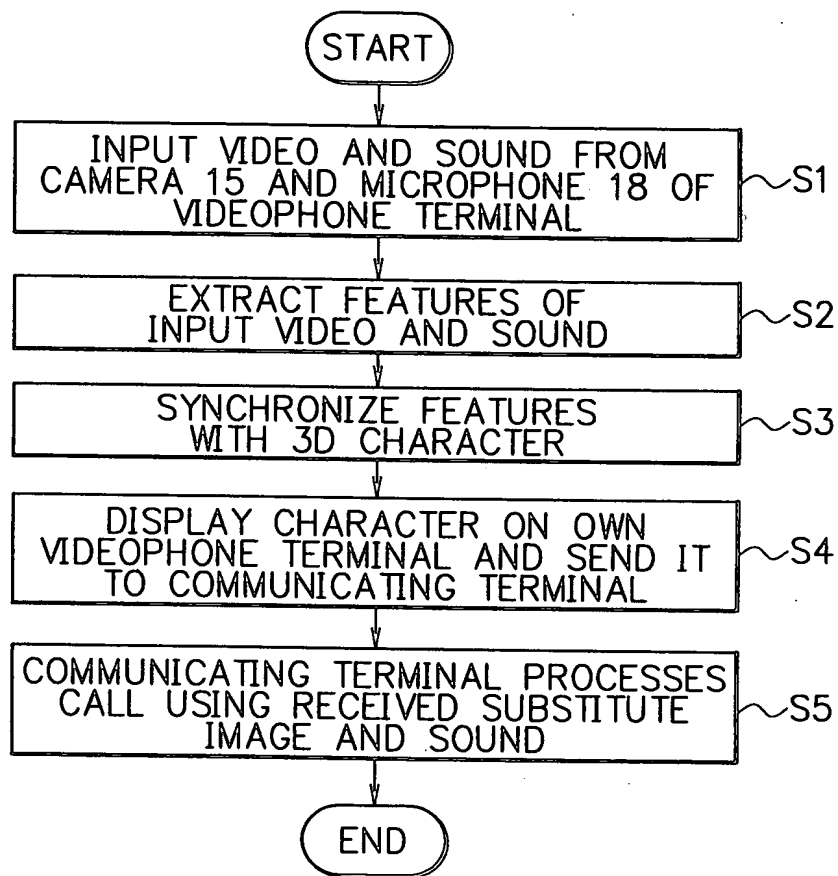 START
INPUT VIDEO AND SOUND FROM
CAMERA 15 AND MICROPHONE 18 OF
VIDEOPHONE TERMINAL
S1
EXTRACT FEATURES OF
INPUT VIDEO AND SOUND
S2
SYNCHRONIZE FEATURES
WITH 3D CHARACTER
S3
DISPLAY CHARACTER ON OWN
VIDEOPHONE TERMINAL AND SEND IT
TO COMMUNICATING TERMINAL
S4
COMMUNICATING TERMINAL PROCESSES
CALL USING RECEIVED SUBSTITUTE
IMAGE AND SOUND
S5
END